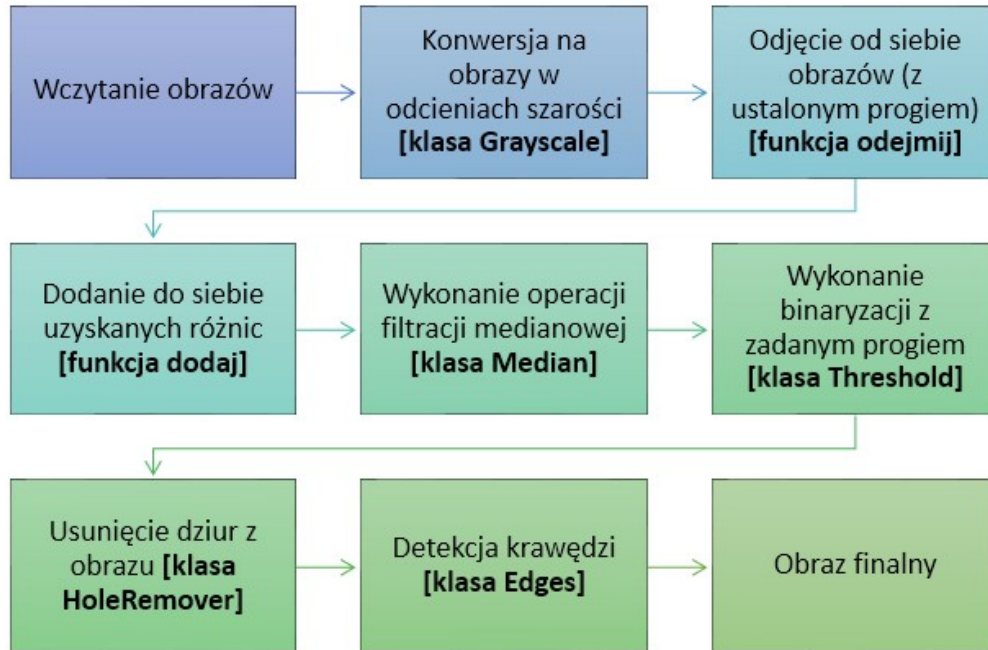 Wczytanie obrazów
Konwersja na
obrazy w
odcieniach szarości
[klasa Grayscale]
Odjęcie od siebie
obrazów (z
ustalonym progiem)
[funkcja odejmij]
Dodanie do siebie
uzyskanych różnic
[funkcja dodaj]
Wykonanie operacji
filtracji medianowej
[klasa Median]
Wykonanie
binaryzacji z
zadanym progiem
[klasa Threshold]
Usunięcie dziur z
obrazu [klasa
HoleRemover]
Detekcja krawędzi
[klasa Edges]
Obraz finalny